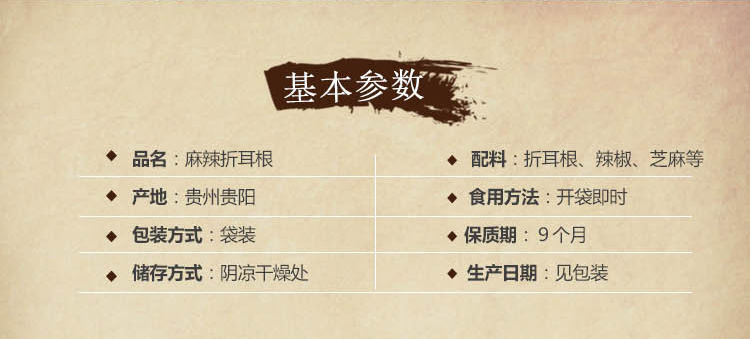 基本参数
品名：麻辣折耳根
配料：折耳根、辣椒、芝麻等
产地：贵州贵阳
食用方法：开袋即时
包装方式：袋装
保质期：9个月
储存方式：阴凉干燥处
生产日期：见包装